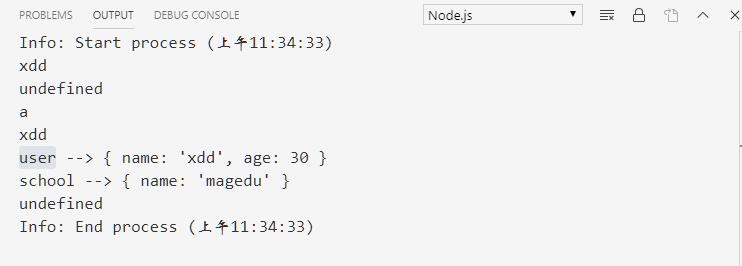 PROBLEMS OUTPUT DEBUG CONSOLE Node.js
Info: Start process (上午11:34:33)
xdd
undefined
a
xdd
user --> { name: 'xdd', age: 30 }
school --> { name: 'magedu' }
undefined
Info: End process (上午11:34:33)